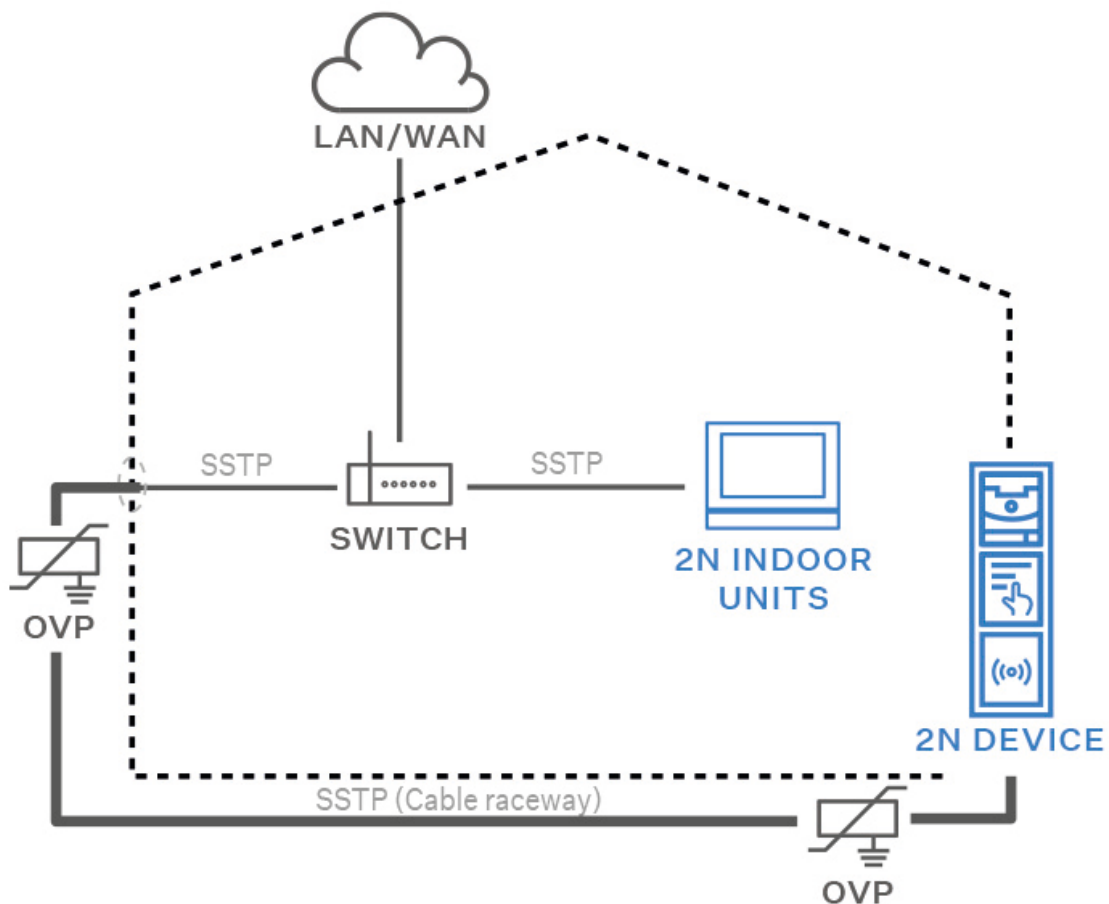 LAN/WAN
SSTP
SSTP
SWITCH
2N INDOOR
UNITS
OVP
2N DEVICE
SSTP (Cable raceway)
OVP